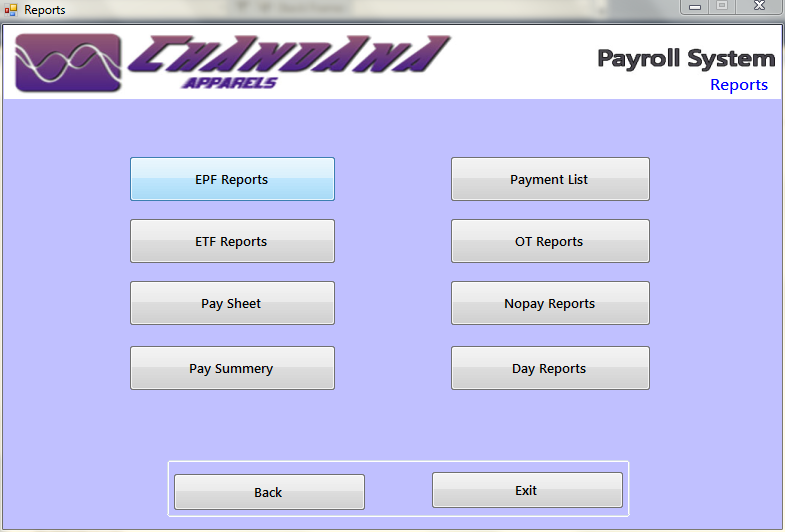 Reports
CHANDANA
APPARELS
Payroll System
Reports
EPF Reports
Payment List
ETF Reports
OT Reports
Pay Sheet
Nopay Reports
Pay Summery
Day Reports
Back
Exit